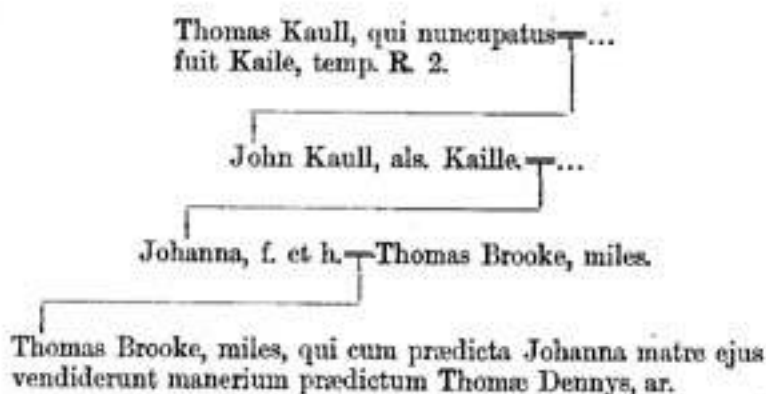 Thomas Kaull, qui nuncupatus ...
fuit Kaile, temp. R. 2.
John Kaull, als. Kaille. ...
Johanna, f. et h. Thomas Brooke, miles.
Thomas Brooke, miles, qui cum prædicta Johanna matre ejus
vendiderunt manerium prædictum Thomæ Dennys, ar.